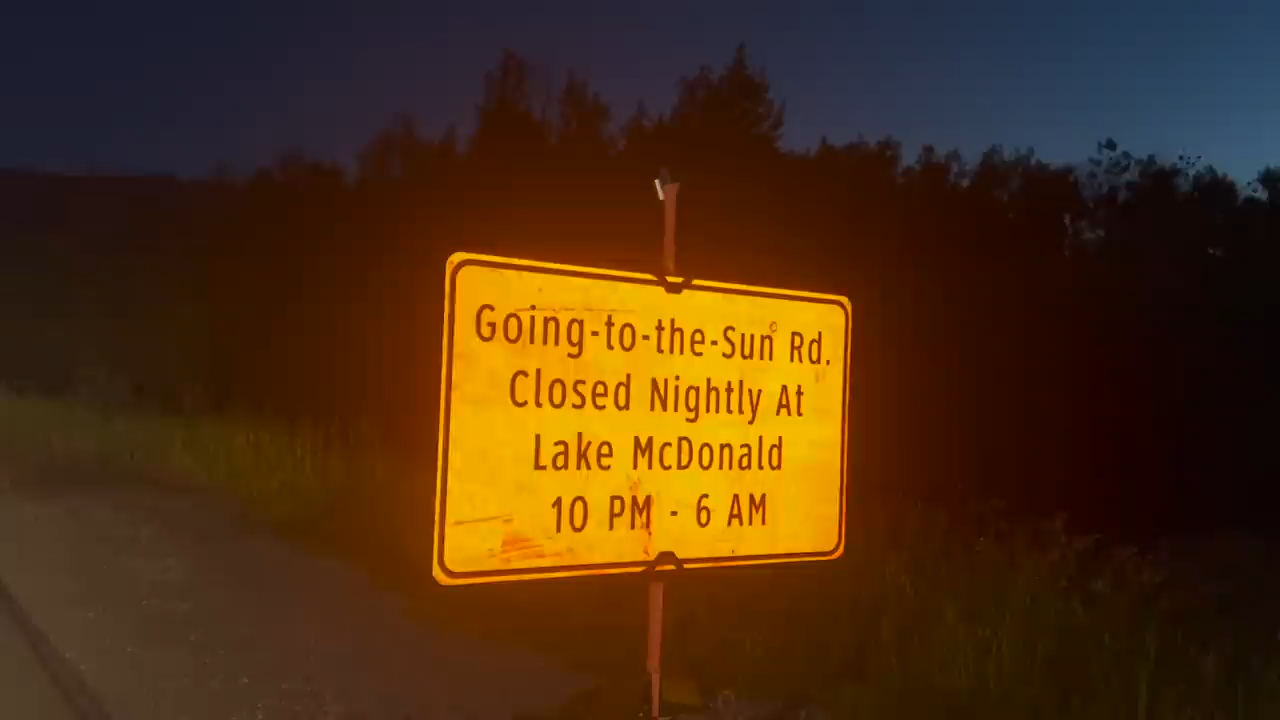 Going-to-the-Sun Rd.
Closed Nightly At
Lake McDonald
10 PM - 6 AM